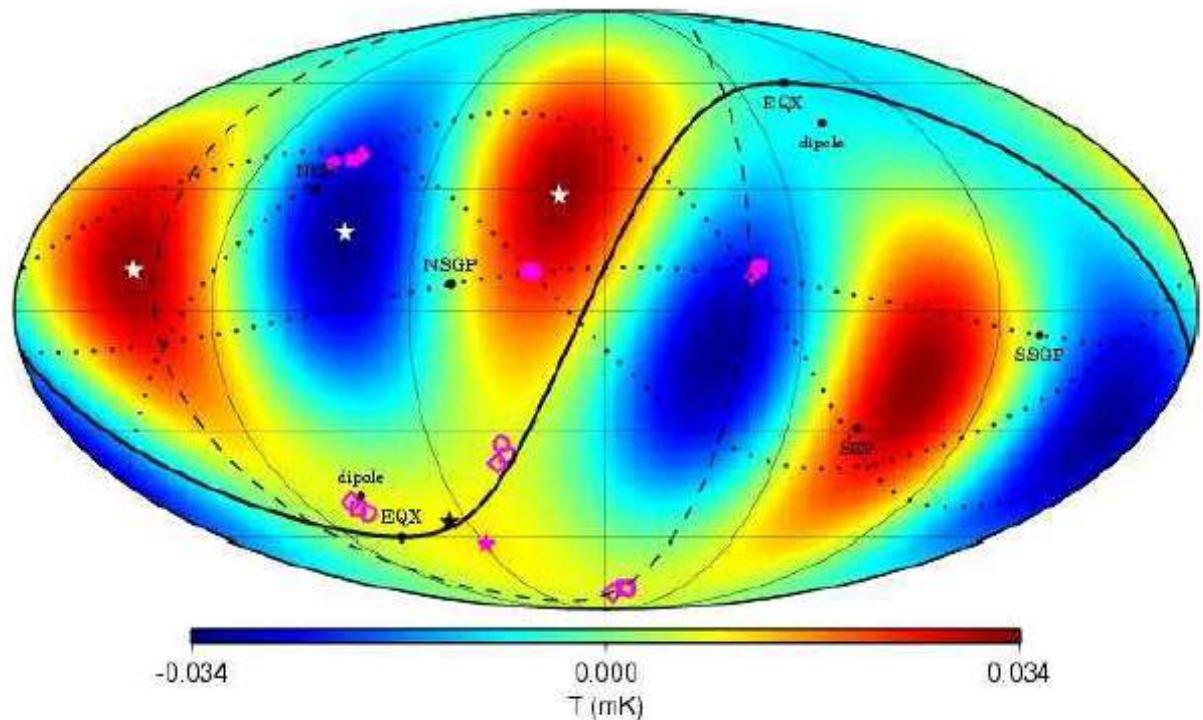 EQX
dipole
NSGP
SSGP
dipole
EQX
-0.034
0.000
0.034
T (mK)